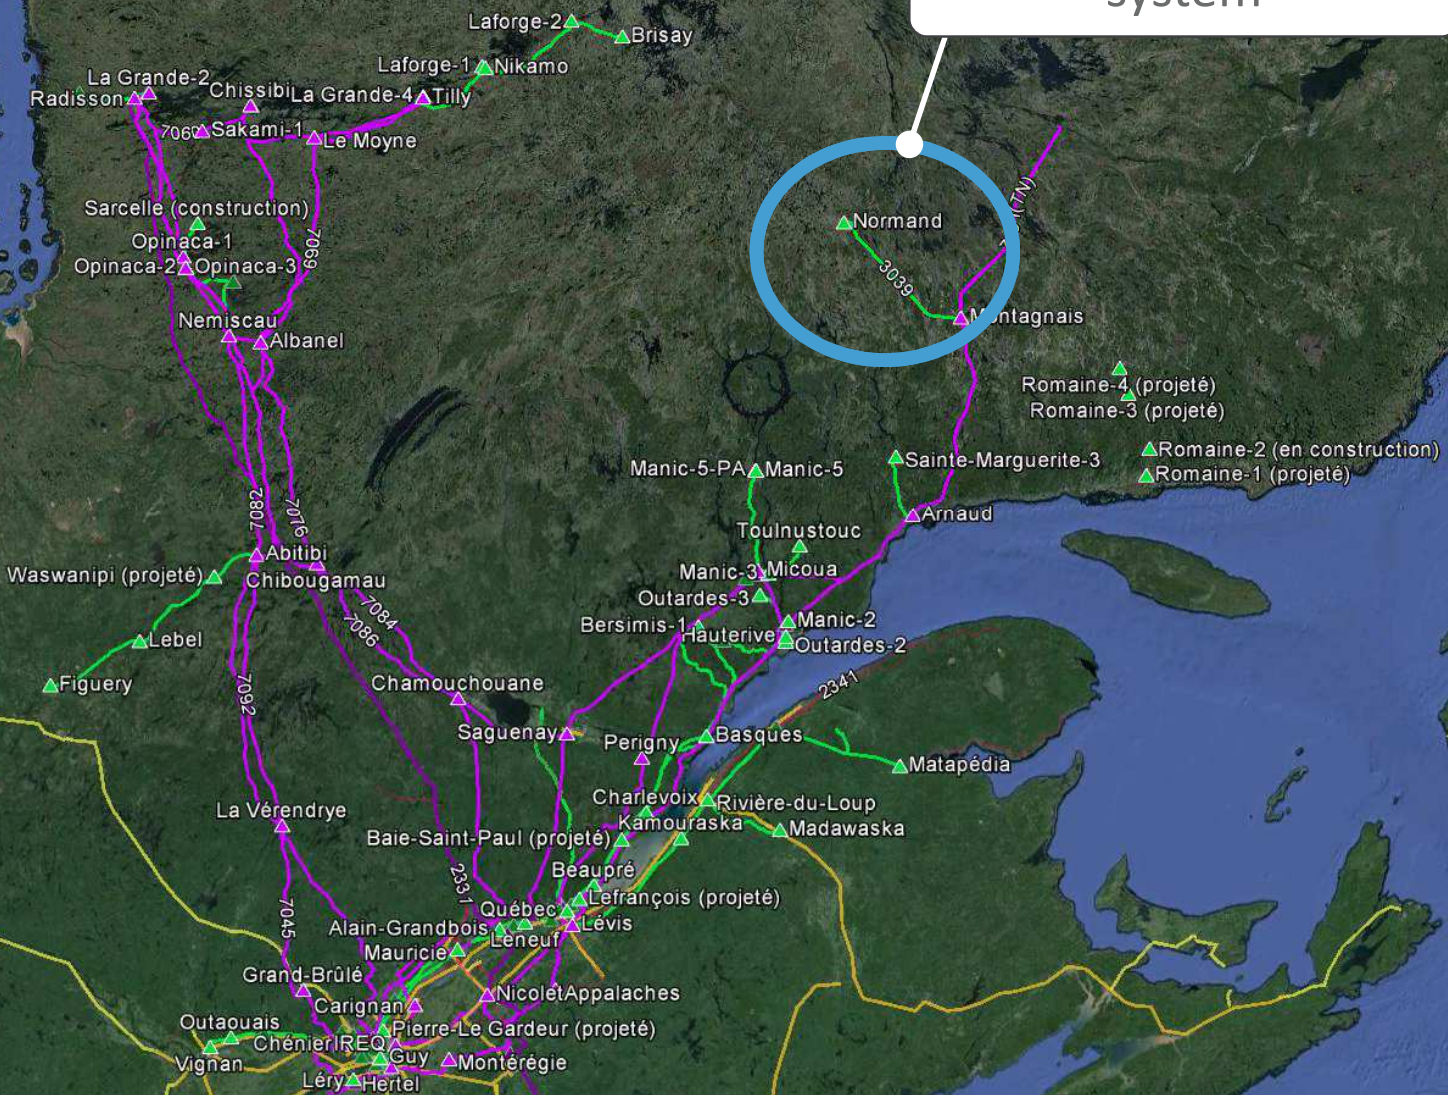 system
Laforge-2
Brisay
Laforge-1
Nikamo
La Grande-2
Radisson
Chissibi
La Grande-4
Tilly
Sakami-1
Le Moyne
Sarcelle (construction)
Opinaca-1
Opinaca-2
Opinaca-3
7069
Nemiscau
Albanel
Normand
3039
Montagnais
Romaine-4 (projeté)
Romaine-3 (projeté)
Romaine-2 (en construction)
Romaine-1 (projeté)
Manic-5-PA
Manic-5
Sainte-Marguerite-3
Arnaud
7082
7076
Toulnustouc
Abitibi
Waswanipi (projeté)
Chibougamau
Manic-3
Micoua
Outardes-3
7084
7086
Bersimis-1
Hauterive
Manic-2
Outardes-2
Lebel
Figuery
7092
Chamouchouane
2341
Saguenay
Perigny
Basques
Matapédia
La Vérendrye
Charlevoix
Rivière-du-Loup
Kamouraska
Madawaska
Baie-Saint-Paul (projeté)
Beaupré
2331
Lefrançois (projeté)
Québec
7045
Alain-Grandbois
Leneuf
Lévis
Mauricie
Grand-Brûlé
Carignan
Nicolet
Appalaches
Outaouais
Pierre-Le Gardeur (projeté)
Chénier
IREQ
Vignan
Guy
Montérégie
Léry
Hertel